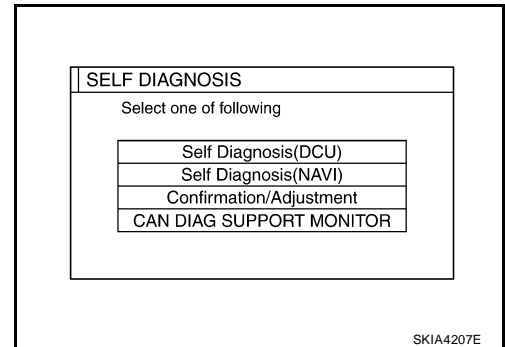 SELF DIAGNOSIS
Select one of following
Self Diagnosis(DCU)
Self Diagnosis(NAVI)
Confirmation/Adjustment
CAN DIAG SUPPORT MONITOR
SKIA4207E